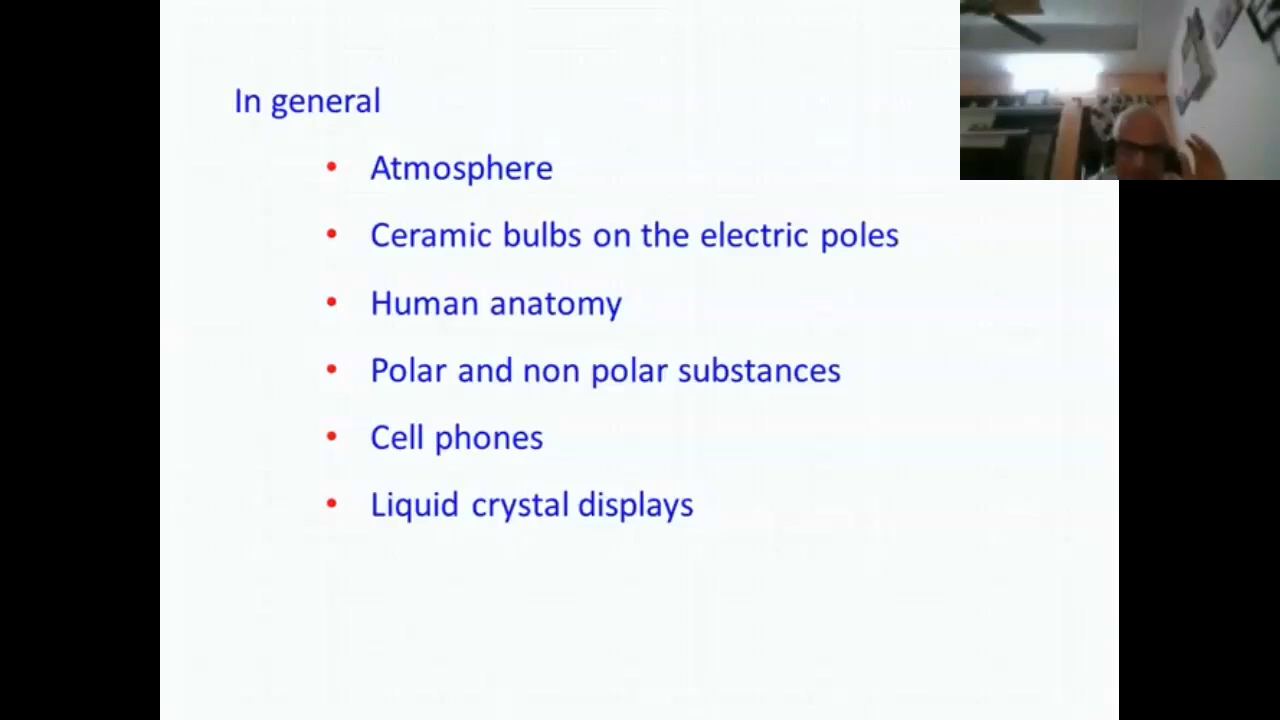 In general
• Atmosphere
• Ceramic bulbs on the electric poles
• Human anatomy
• Polar and non polar substances
• Cell phones
• Liquid crystal displays